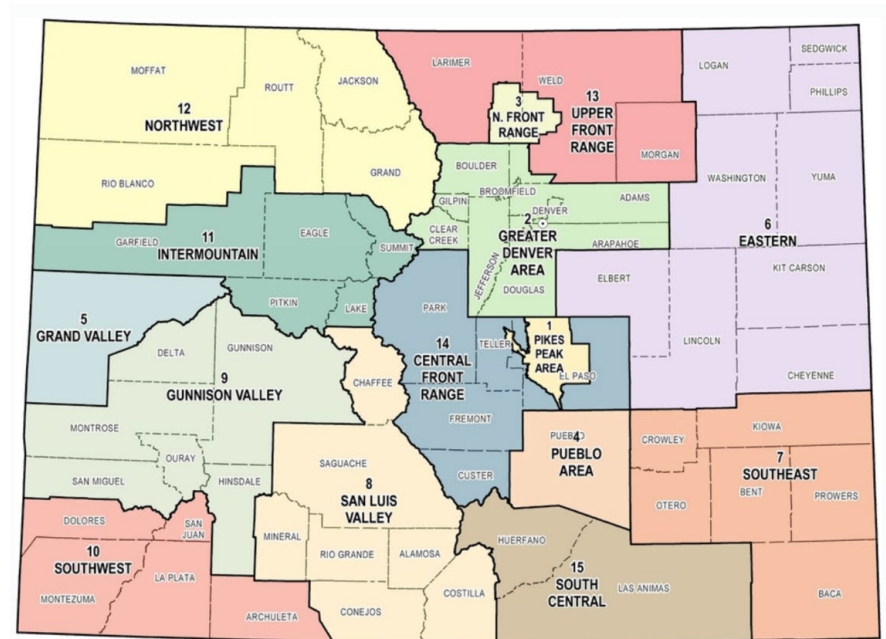 MOFFAT
ROUTT
JACKSON
LARIMER
WELD
LOGAN
SEDGWICK
PHILLIPS
12
NORTHWEST
3
N. FRONT
RANGE
13
UPPER
FRONT
RANGE
MORGAN
WASHINGTON
YUMA
RIO BLANCO
GRAND
BOULDER
BROOMFIELD
GILPIN
ADAMS
DENVER
CLEAR
CREEK
2
GREATER
DENVER
AREA
ARAPAHOE
JEFFERSON
DOUGLAS
6
EASTERN
GARFIELD
11
INTERMOUNTAIN
EAGLE
SUMMIT
PITKIN
LAKE
ELBERT
KIT CARSON
LINCOLN
CHEYENNE
5
GRAND VALLEY
DELTA
GUNNISON
9
GUNNISON VALLEY
CHAFFEE
PARK
14
CENTRAL
FRONT
RANGE
TELLER
1
PIKES
PEAK
AREA
EL PASO
FREMONT
CUSTER
MONTROSE
OURAY
SAN MIGUEL
HINSDALE
SAGUACHE
8
SAN LUIS
VALLEY
PUEBLO
4
PUEBLO
AREA
CROWLEY
KIOWA
7
SOUTHEAST
OTERO
BENT
PROWERS
DOLORES
SAN
JUAN
10
SOUTHWEST
MONTEZUMA
LA PLATA
ARCHULETA
MINERAL
RIO GRANDE
ALAMOSA
CONEJOS
COSTILLA
HUERFANO
15
SOUTH
CENTRAL
LAS ANIMAS
BACA